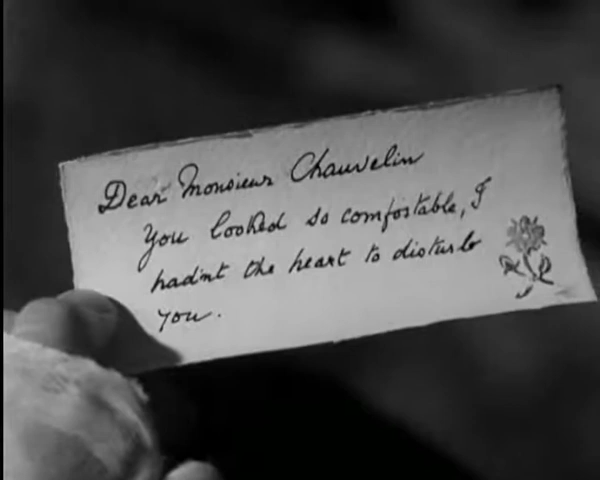 Dear Monsieur Chauvelin
You looked so comfortable, I
hadn't the heart to disturb
you.